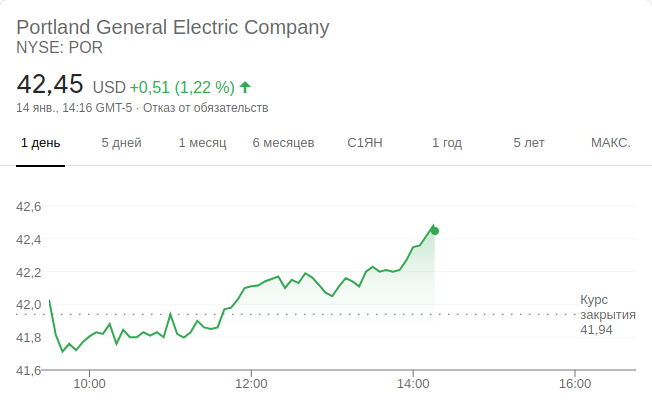 Portland General Electric Company
NYSE: POR
42,45 USD +0,51 (1,22 %)
14 янв., 14:16 GMT-5 · Отказ от обязательств
1 день 5 дней 1 месяц 6 месяцев С1ЯН 1 год 5 лет МАКС.
42,6
42,4
42,2
42,0
41,8
41,6
Курс
закрытия
41,94
10:00 12:00 14:00 16:00